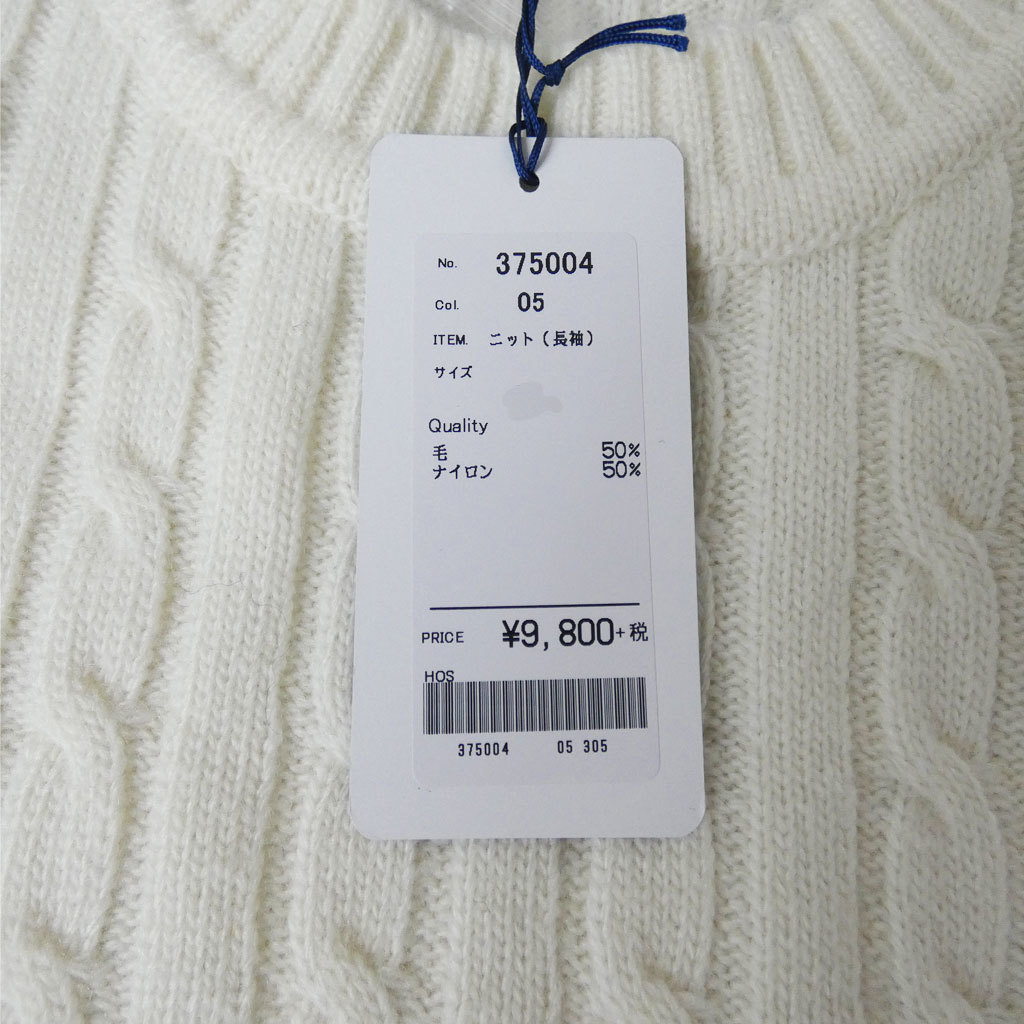 No. 375004
Col. 05
ITEM. ニット(長袖)
サイズ
Quality
毛 50%
ナイロン 50%
PRICE ¥9,800+税
HOS
375004 05 305